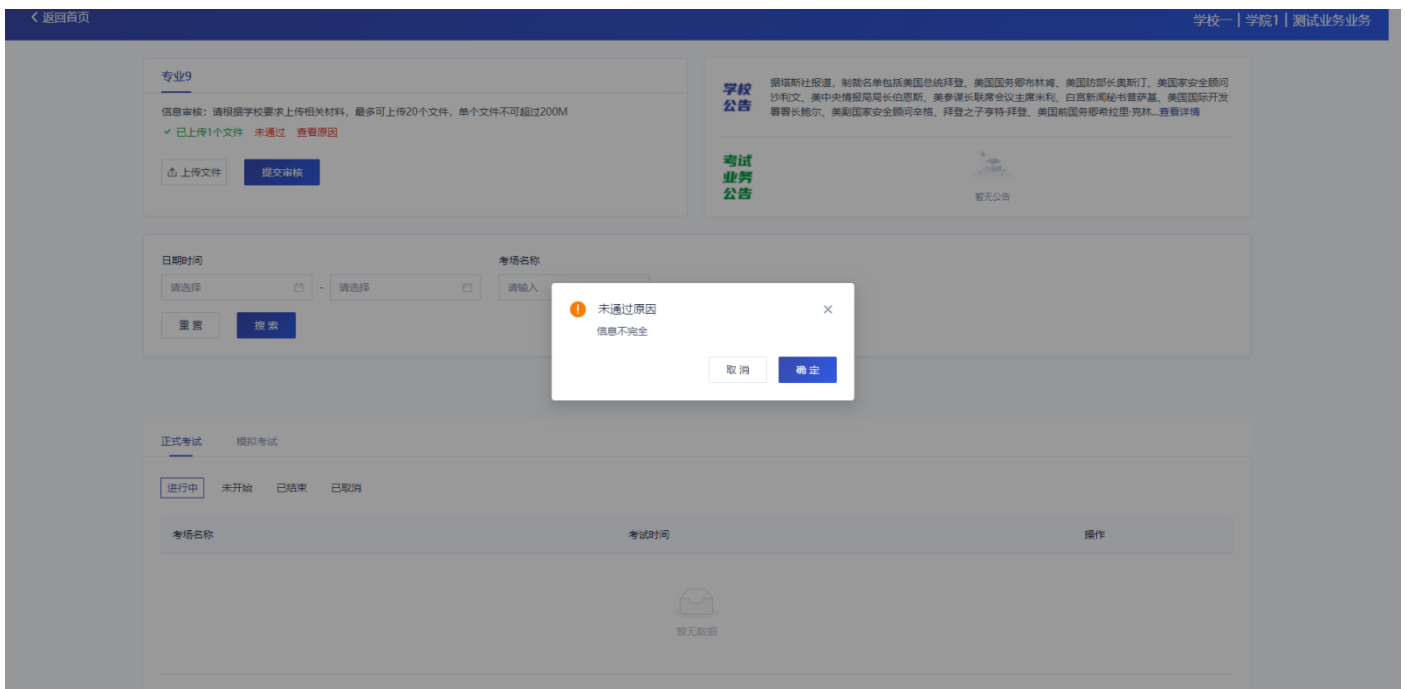 返回首页
学校一 | 学院1 | 测试业务业务
专业9
信息审核：请根据学校要求上传相关材料，最多可上传20个文件，单个文件不可超过200M
已上传1个文件 未通过 查看原因
上传文件 提交审核
学校
公告
据塔斯社报道，制裁名单包括美国总统拜登、美国国务卿布林肯、美国防部长奥斯汀、美国家安全顾问
沙利文、美中央情报局局长伯恩斯、美参谋长联席会议主席米利、白宫新闻秘书普萨基、美国国际开发
署署长鲍尔、美副国家安全顾问辛格、拜登之子亨特·拜登、美国前国务卿希拉里·克林...查看详情
考试
业务
公告
暂无公告
日期时间 考场名称
请选择 - 请选择 请输入
重置 搜索
未通过原因
信息不完全
取消 确定
正式考试 模拟考试
进行中 未开始 已结束 已取消
考场名称 考试时间 操作
暂无数据